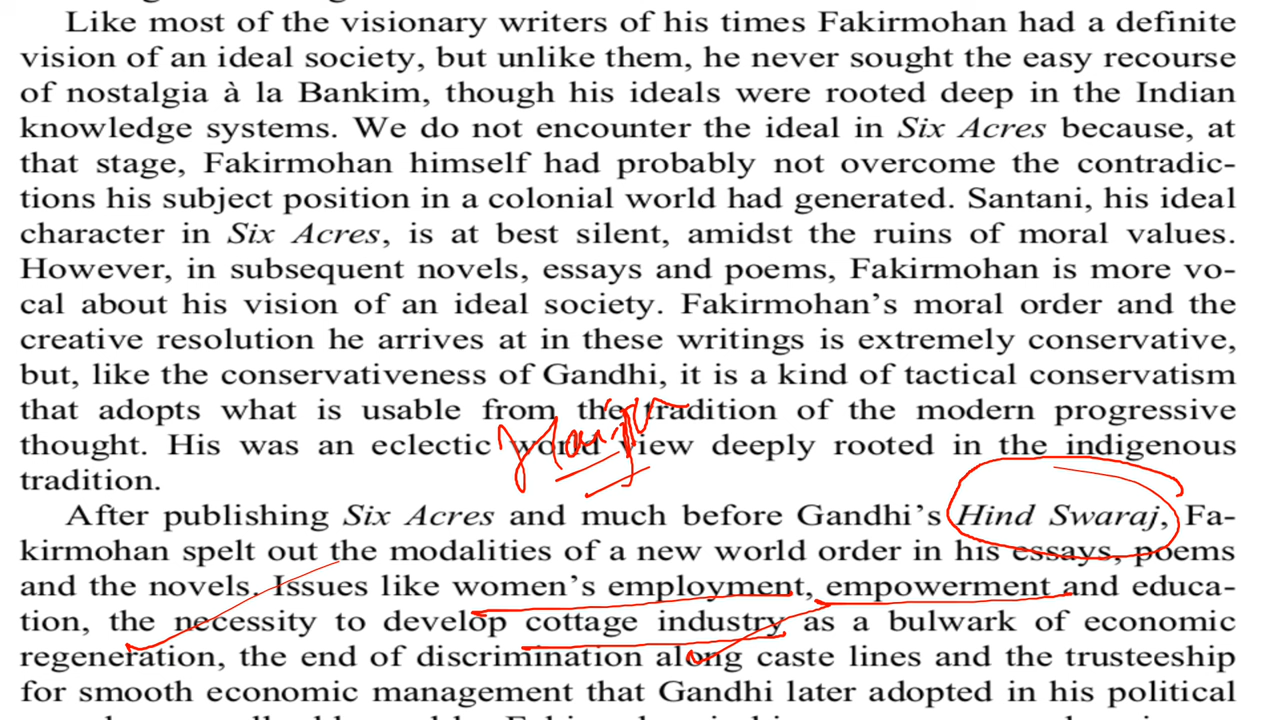 Like most of the visionary writers of his times Fakirmohan had a definite
vision of an ideal society, but unlike them, he never sought the easy recourse
of nostalgia à la Bankim, though his ideals were rooted deep in the Indian
knowledge systems. We do not encounter the ideal in Six Acres because, at
that stage, Fakirmohan himself had probably not overcome the contradic-
tions his subject position in a colonial world had generated. Santani, his ideal
character in Six Acres, is at best silent, amidst the ruins of moral values.
However, in subsequent novels, essays and poems, Fakirmohan is more vo-
cal about his vision of an ideal society. Fakirmohan's moral order and the
creative resolution he arrives at in these writings is extremely conservative,
but, like the conservativeness of Gandhi, it is a kind of tactical conservatism
that adopts what is usable from the tradition of the modern progressive
thought. His was an eclectic world view deeply rooted in the indigenous
tradition.
After publishing Six Acres and much before Gandhi's Hind Swaraj, Fa-
kirmohan spelt out the modalities of a new world order in his essays, poems
and the novels. Issues like women's employment, empowerment and educa-
tion, the necessity to develop cottage industry as a bulwark of economic
regeneration, the end of discrimination along caste lines and the trusteeship
for smooth economic management that Gandhi later adopted in his political